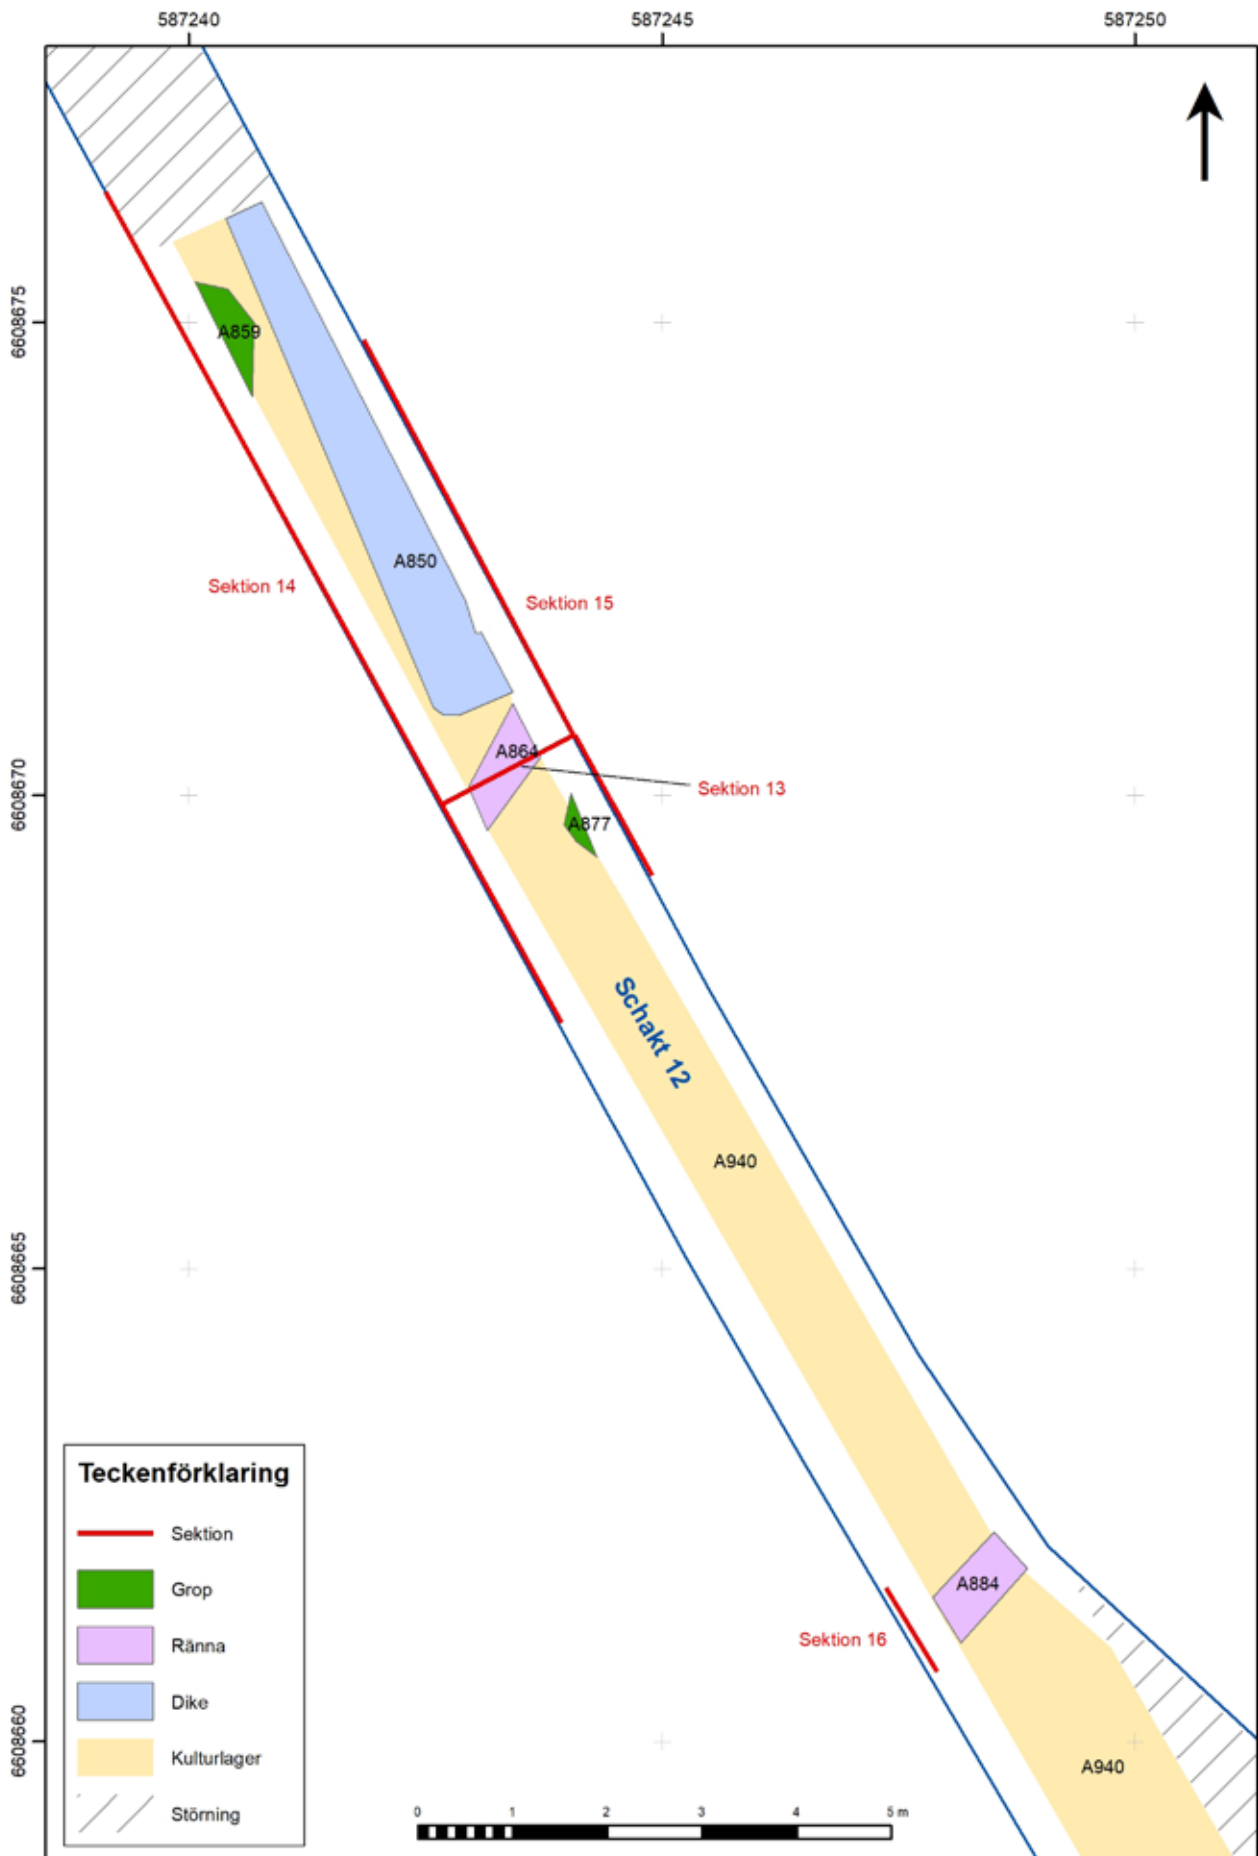 587240
587245
587250
6608675
A859
A850
Sektion 14
Sektion 15
A864
6608670
Sektion 13
A877
Schakt 12
A940
6608665
Teckenförklaring
Sektion
Grop
Ränna
Dike
Kulturlager
Störning
A884
Sektion 16
6608660
A940
0 1 2 3 4 5 m